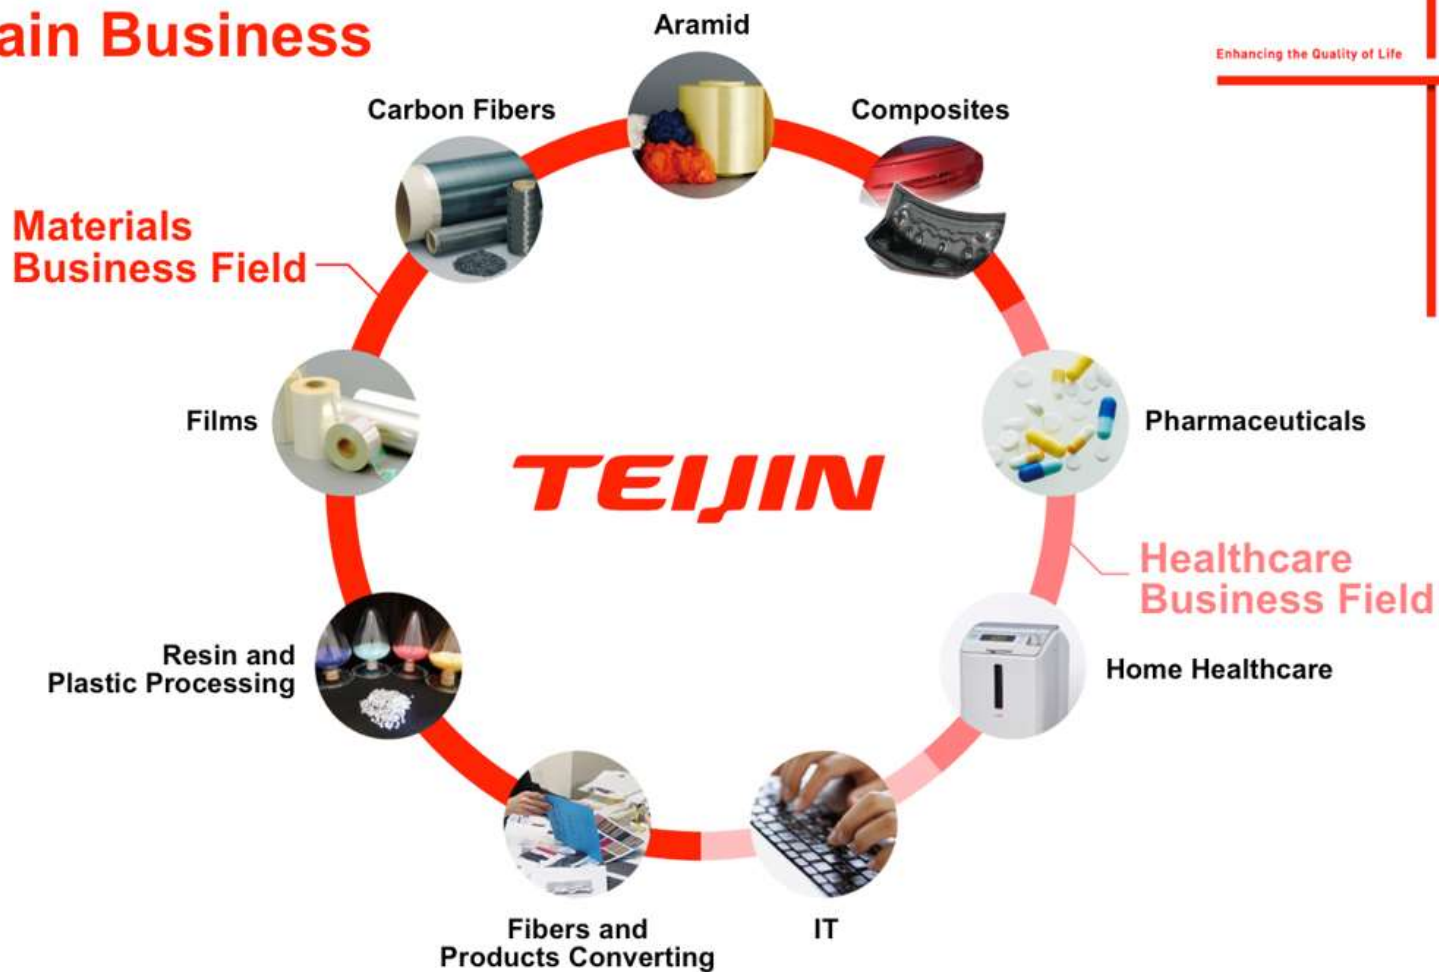 ain Business
Enhancing the Quality of Life
Aramid
Carbon Fibers
Composites
Materials
Business Field
Films
TEIJIN
Pharmaceuticals
Healthcare
Business Field
Resin and
Plastic Processing
Home Healthcare
Fibers and
Products Converting
IT